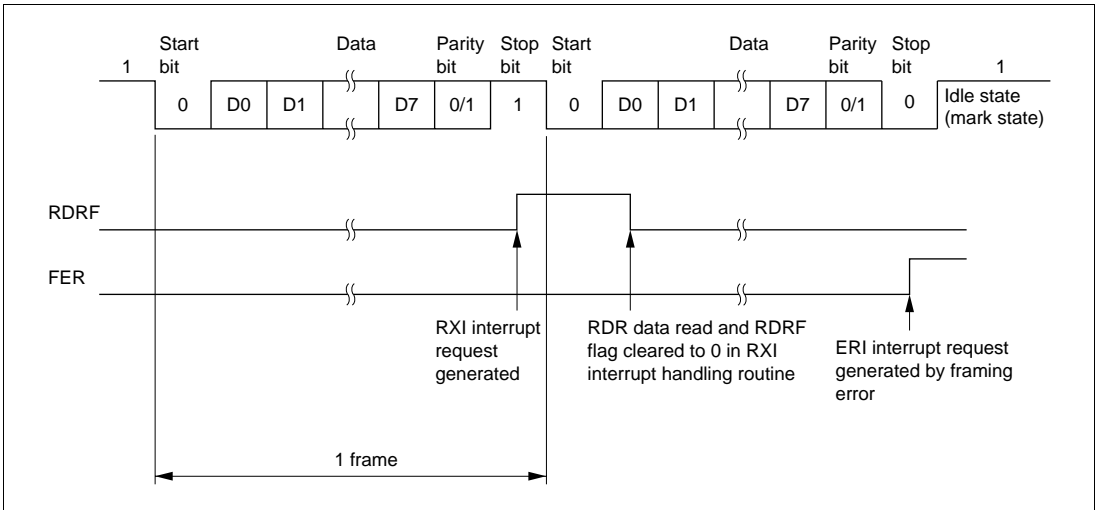 Start Data Parity Stop Start Data Parity Stop
1 bit bit bit bit bit bit 1
0 D0 D1 D7 0/1 1 0 D0 D1 D7 0/1 0 Idle state
(mark state)
RDRF
FER
RXI interrupt
request
generated
RDR data read and RDRF
flag cleared to 0 in RXI
interrupt handling routine
ERI interrupt request
generated by framing
error
1 frame